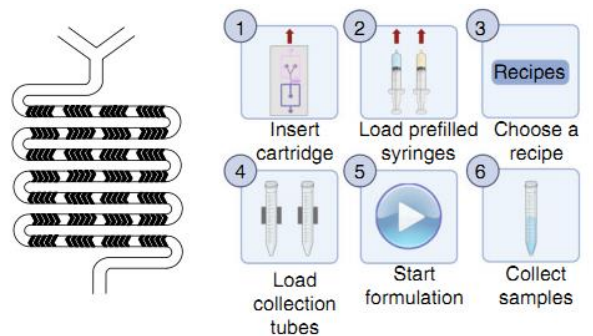 1
Insert
cartridge
2
Load prefilled
syringes
3
Recipes
Choose a
recipe
4
Load
collection
tubes
5
Start
formulation
6
Collect
samples